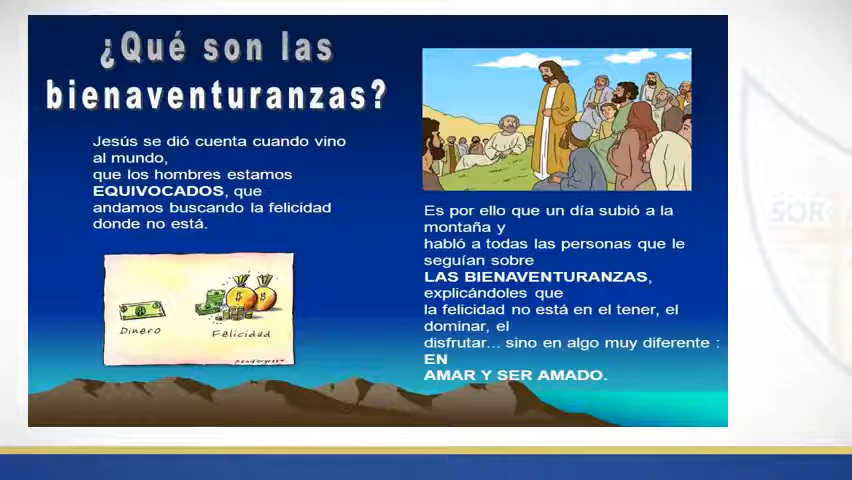 ¿Qué son las
bienaventuranzas?
Jesús se dió cuenta cuando vino
al mundo,
que los hombres estamos
EQUIVOCADOS, que
andamos buscando la felicidad
donde no está.
Dinero
Felicidad
Es por ello que un día subió a la
montaña y
habló a todas las personas que le
seguían sobre
LAS BIENAVENTURANZAS,
explicándoles que
la felicidad no está en el tener, el
dominar, el
disfrutar... sino en algo muy diferente :
EN
AMAR Y SER AMADO.
SOR